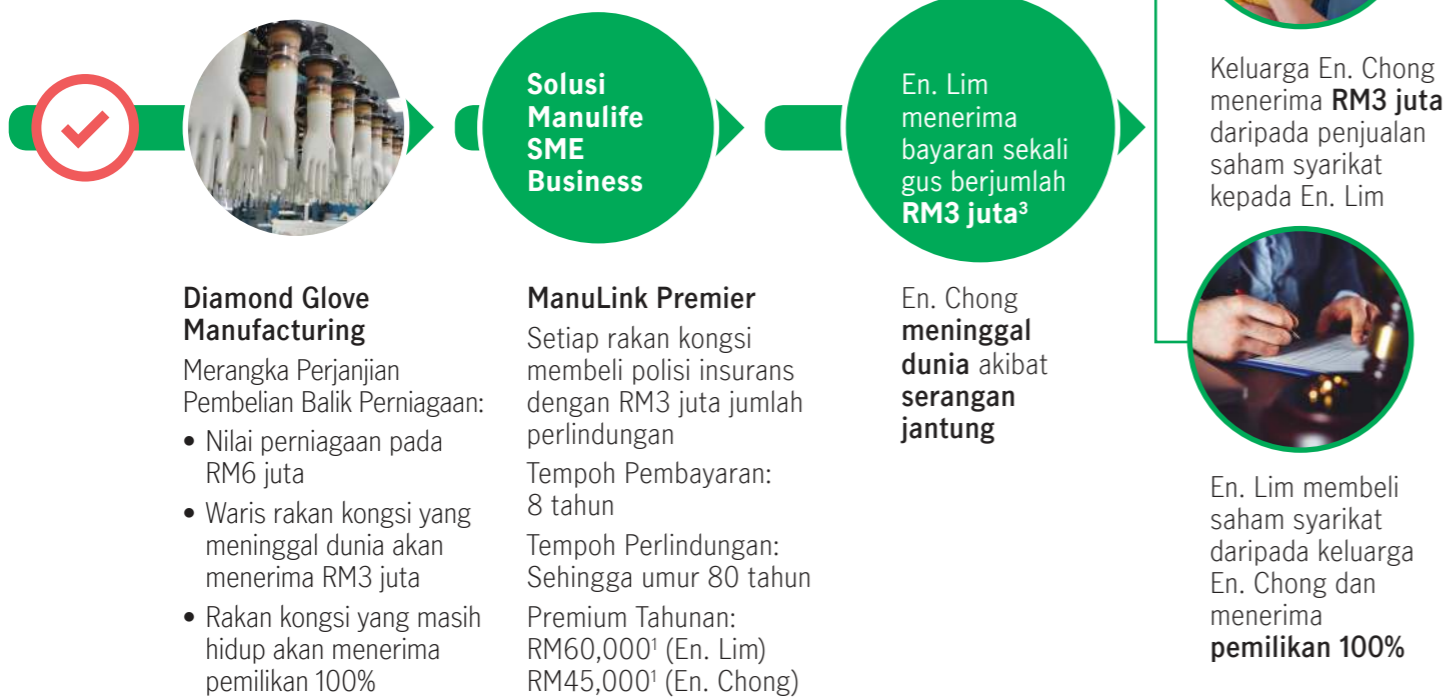 Diamond Glove
Manufacturing
Merangka Perjanjian
Pembelian Balik Perniagaan:
• Nilai perniagaan pada
RM6 juta
• Waris rakan kongsi yang
meninggal dunia akan
menerima RM3 juta
• Rakan kongsi yang masih
hidup akan menerima
pemilikan 100%
Solusi
Manulife
SME
Business
ManuLink Premier
Setiap rakan kongsi
membeli polisi insurans
dengan RM3 juta jumlah
perlindungan
Tempoh Pembayaran:
8 tahun
Tempoh Perlindungan:
Sehingga umur 80 tahun
Premium Tahunan:
RM60,000¹ (En. Lim)
RM45,000¹ (En. Chong)
En. Lim
menerima
bayaran sekali
gus berjumlah
RM3 juta³
En. Chong
meninggal
dunia akibat
serangan
jantung
Keluarga En. Chong
menerima RM3 juta
daripada penjualan
saham syarikat
kepada En. Lim
En. Lim membeli
saham syarikat
daripada keluarga
En. Chong dan
menerima
pemilikan 100%